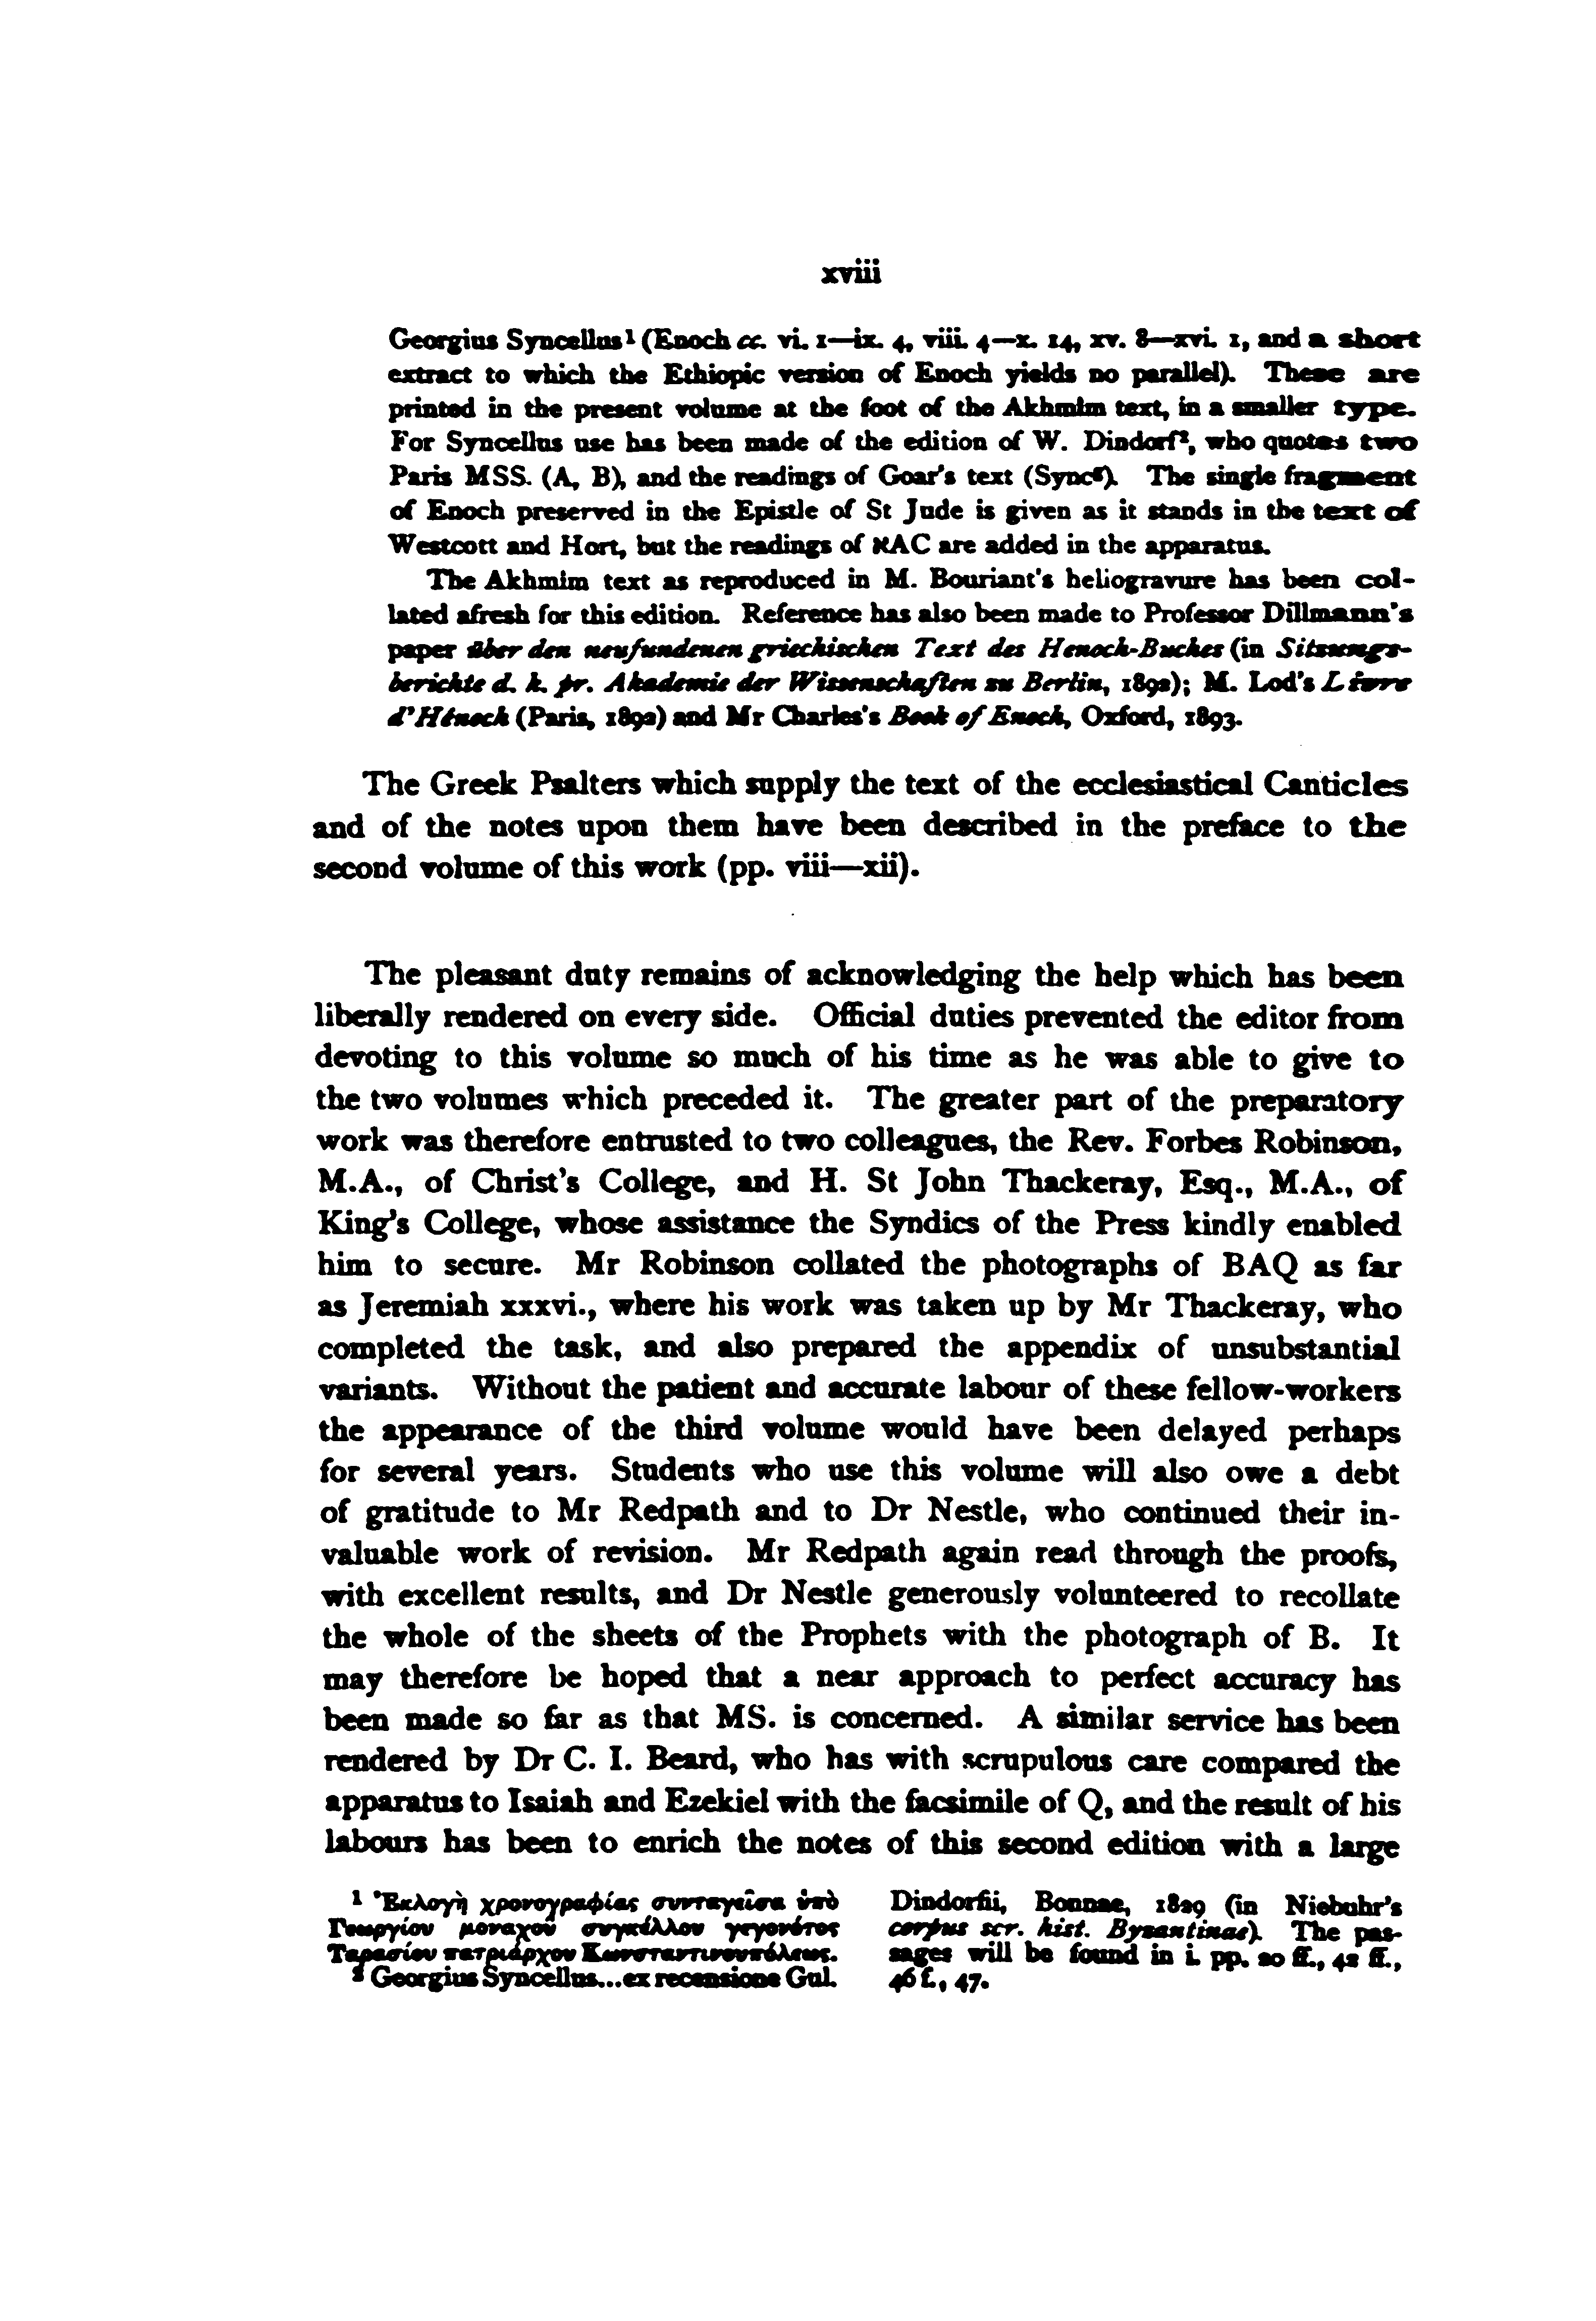 xviii
Georgius Syncellus¹ (Enoch cc. vi. 1—ix. 4, viii. 4—x. 14, xv. 8—xvi. 1, and a short
extract to which the Ethiopic version of Enoch yields no parallel). These are
printed in the present volume at the foot of the Akhmîm text, in a smaller type.
For Syncellus use has been made of the edition of W. Dindorf², who quotes two
Paris MSS. (A, B), and the readings of Goar's text (Syncᵍ). The single fragment
of Enoch preserved in the Epistle of St Jude is given as it stands in the text of
Westcott and Hort, but the readings of ℵAC are added in the apparatus.
The Akhmîm text as reproduced in M. Bouriant's heliogravure has been col-
lated afresh for this edition. Reference has also been made to Professor Dillmann's
paper über den neufundenen griechischen Text des Henoch-Buches (in Sitzungs-
berichte d. k. pr. Akademie der Wissenschaften zu Berlin, 1892); M. Lod's Livre
d'Hénoch (Paris, 1892) and Mr Charles's Book of Enoch, Oxford, 1893.
The Greek Psalters which supply the text of the ecclesiastical Canticles
and of the notes upon them have been described in the preface to the
second volume of this work (pp. viii—xii).
The pleasant duty remains of acknowledging the help which has been
liberally rendered on every side. Official duties prevented the editor from
devoting to this volume so much of his time as he was able to give to
the two volumes which preceded it. The greater part of the preparatory
work was therefore entrusted to two colleagues, the Rev. Forbes Robinson,
M.A., of Christ's College, and H. St John Thackeray, Esq., M.A., of
King's College, whose assistance the Syndics of the Press kindly enabled
him to secure. Mr Robinson collated the photographs of BAQ as far
as Jeremiah xxxvi., where his work was taken up by Mr Thackeray, who
completed the task, and also prepared the appendix of unsubstantial
variants. Without the patient and accurate labour of these fellow-workers
the appearance of the third volume would have been delayed perhaps
for several years. Students who use this volume will also owe a debt
of gratitude to Mr Redpath and to Dr Nestle, who continued their in-
valuable work of revision. Mr Redpath again read through the proofs,
with excellent results, and Dr Nestle generously volunteered to recollate
the whole of the sheets of the Prophets with the photograph of B. It
may therefore be hoped that a near approach to perfect accuracy has
been made so far as that MS. is concerned. A similar service has been
rendered by Dr C. I. Beard, who has with scrupulous care compared the
apparatus to Isaiah and Ezekiel with the facsimile of Q, and the result of his
labours has been to enrich the notes of this second edition with a large
¹ Ἐκλογὴ χρονογραφίας συνταγεῖσα ὑπὸ
Γεωργίου μοναχοῦ συγκέλλου γεγονότος
Ταρασίου πατριάρχου Κωνσταντινουπόλεως.
² Georgius Syncellus...ex recensione Gul.
Dindorfii, Bonnae, 1829 (in Niebuhr's
corpus scr. hist. Byzantinae). The pas-
sages will be found in i. pp. 20 ff., 42 ff.,
46 f., 47.